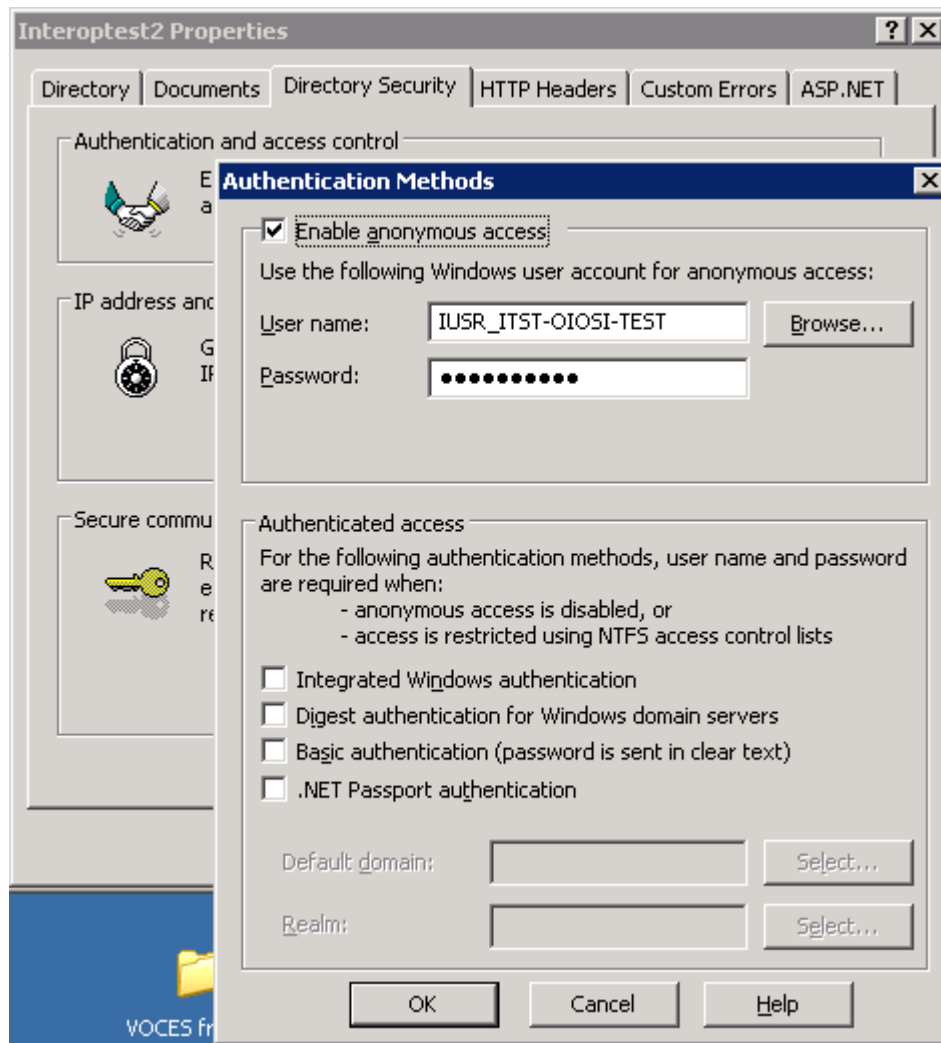 Interoptest2 Properties
Directory Documents Directory Security HTTP Headers Custom Errors ASP.NET
Authentication and access control
E
a
Authentication Methods
Enable anonymous access
Use the following Windows user account for anonymous access:
User name: IUSR_ITST-OIOSI-TEST Browse...
Password: ●●●●●●●●●●
IP address and
G
IP
Secure commu
R
e
re
Authenticated access
For the following authentication methods, user name and password
are required when:
- anonymous access is disabled, or
- access is restricted using NTFS access control lists
Integrated Windows authentication
Digest authentication for Windows domain servers
Basic authentication (password is sent in clear text)
.NET Passport authentication
Default domain: Select...
Realm: Select...
OK Cancel Help
VOCES fr